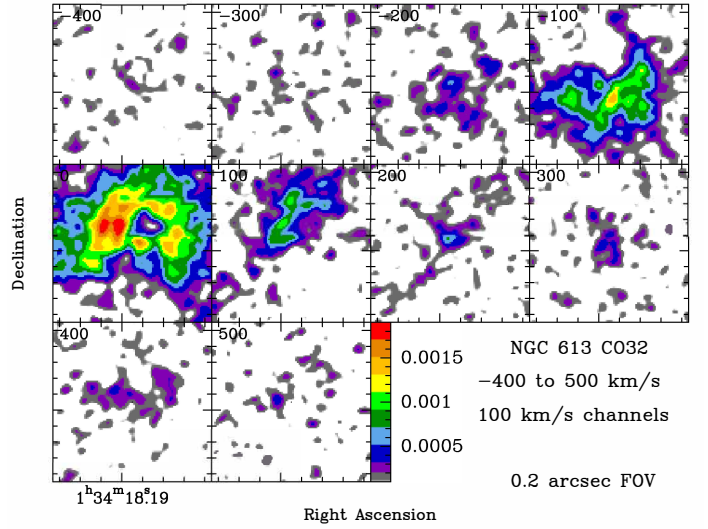 −400
−300
−200
−100
0
100
200
300
400
500
0.0015
0.001
0.0005
NGC 613 CO32
−400 to 500 km/s
100 km/s channels
0.2 arcsec FOV
Declination
1ʰ34ᵐ18ˢ.19
Right Ascension